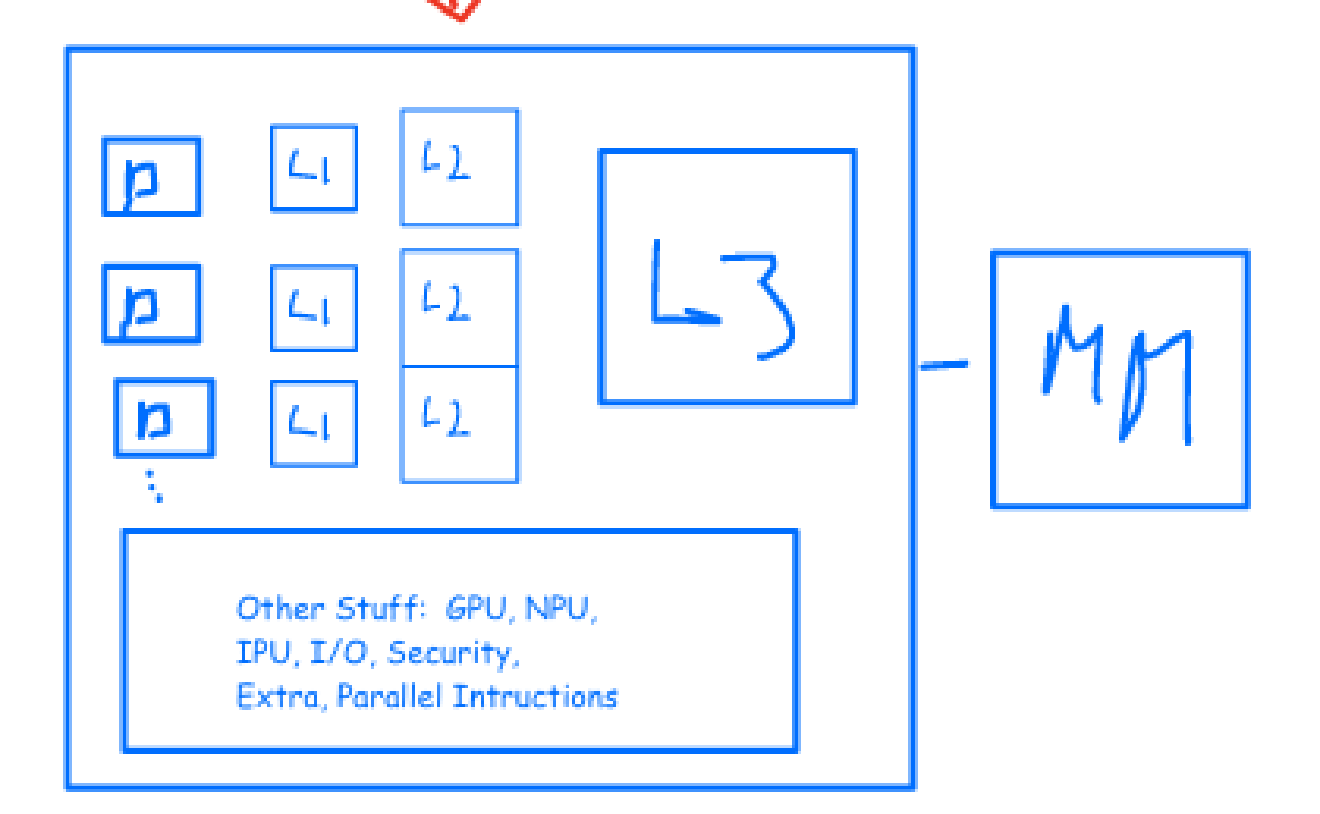 p L1 L2
p L1 L2
p L1 L2
L3
MM
Other Stuff: GPU, NPU,
IPU, I/O, Security,
Extra, Parallel Intructions